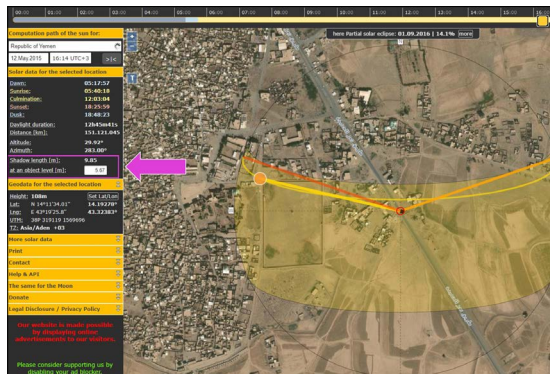 00:00 01:00 02:00 03:00 04:00 05:00 06:00 07:00 08:00 09:00 10:00 11:00 12:00 13:00 14:00 15:00 16:00
Computation path of the sun for:
Republic of Yemen
12 May 2015 16:14 UTC+3 >|<
Solar data for the selected location
Dawn: 05:17:57
Sunrise: 05:40:18
Culmination: 12:03:04
Sunset: 18:25:59
Dusk: 18:48:23
Daylight duration: 12h45m41s
Distance [km]: 151.121.045
Altitude: 29.92°
Azimuth: 283.00°
Shadow length [m]: 9.85
at an object level [m]: 5.67
Geodata for the selected location
Height: 108m Set Lat/Lon
Lat: N 14°11'34.01" 14.19278°
Lng: E 43°19'25.8" 43.32383°
UTM: 38P 319119 1569696
TZ: Asia/Aden +03
More solar data
Print
Contact
Help & API
The same for the Moon
Donate
Legal Disclosure / Privacy Policy
Our website is made possible
by displaying online
advertisements to our visitors.
Please consider supporting us by
disabling your ad blocker.
+
-
T
here Partial solar eclipse: 01.09.2016 | 14.1% more